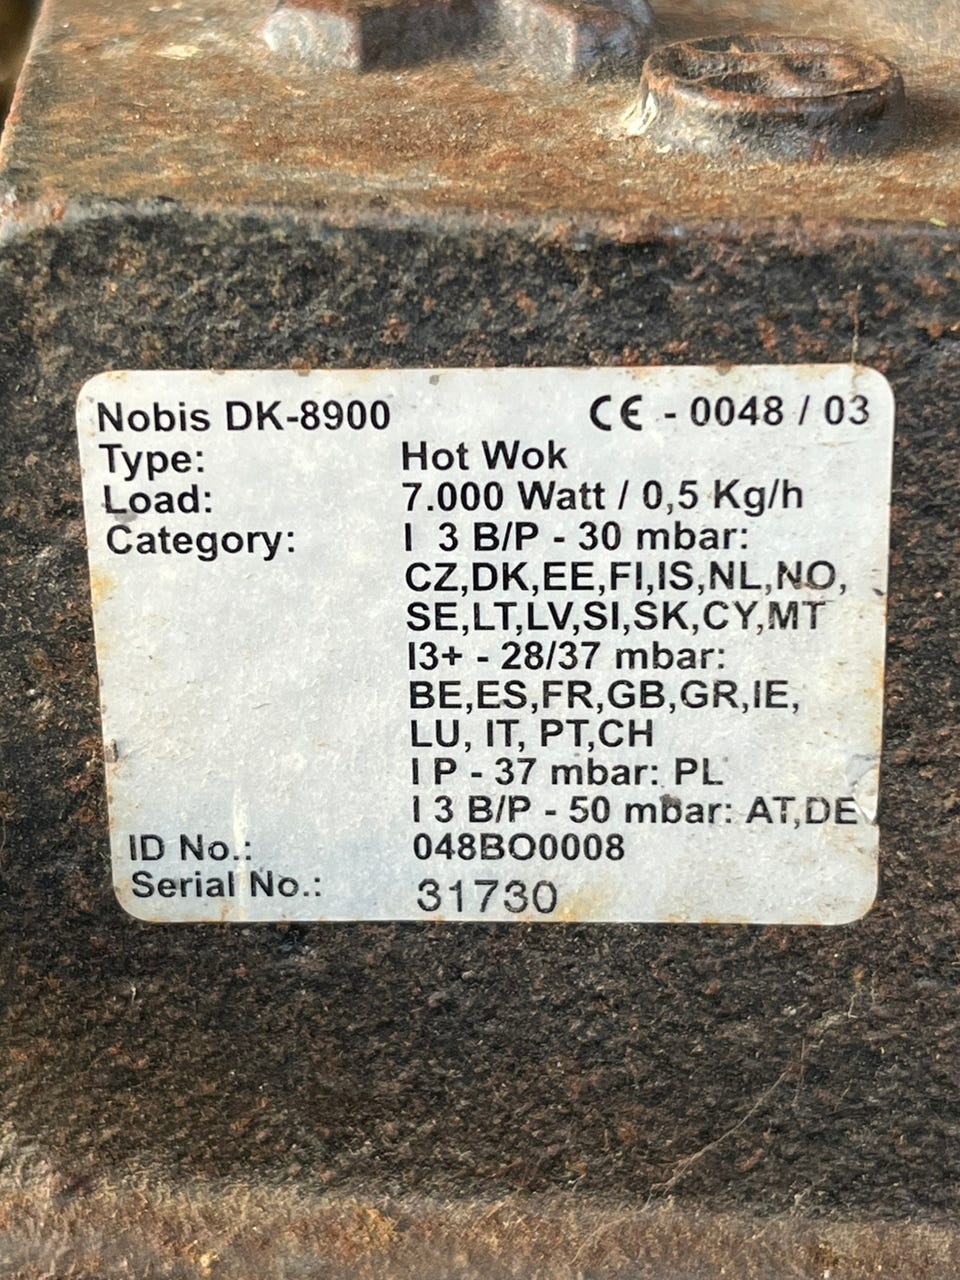 Nobis DK-8900 CE - 0048 / 03
Type: Hot Wok
Load: 7.000 Watt / 0,5 Kg/h
Category: I 3 B/P - 30 mbar:
CZ,DK,EE,FI,IS,NL,NO,
SE,LT,LV,SI,SK,CY,MT
I3+ - 28/37 mbar:
BE,ES,FR,GB,GR,IE,
LU, IT, PT,CH
I P - 37 mbar: PL
I 3 B/P - 50 mbar: AT,DE
ID No.: 048BO0008
Serial No.: 31730